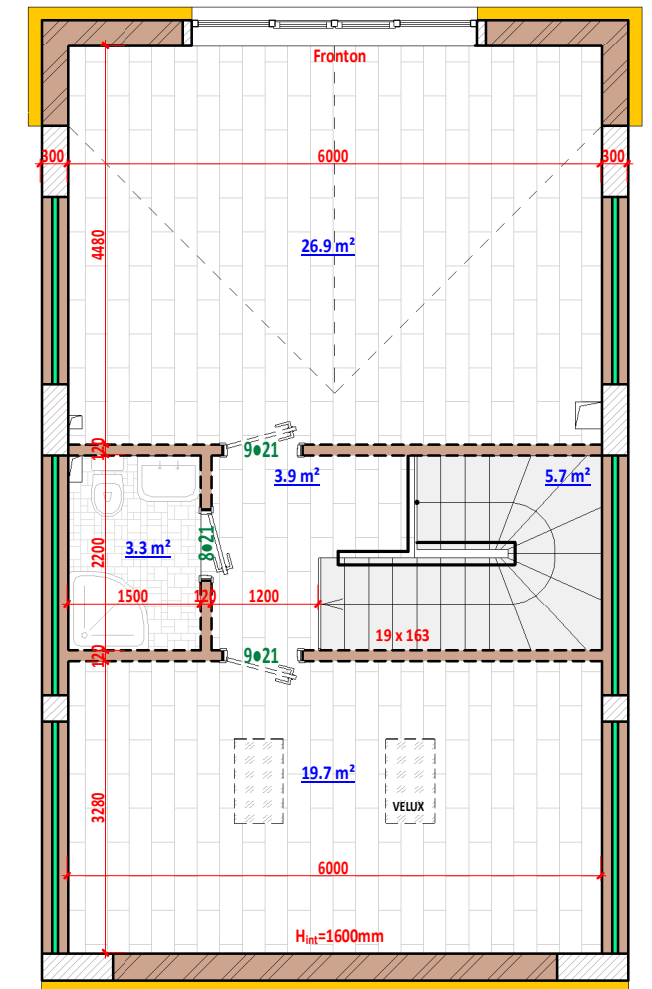 Fronton
300
6000
300
4480
26.9 m²
120
9•21
3.9 m²
5.7 m²
2200
3.3 m²
8•21
1500
120
1200
19 x 163
120
9•21
19.7 m²
3280
VELUX
6000
Hint=1600mm